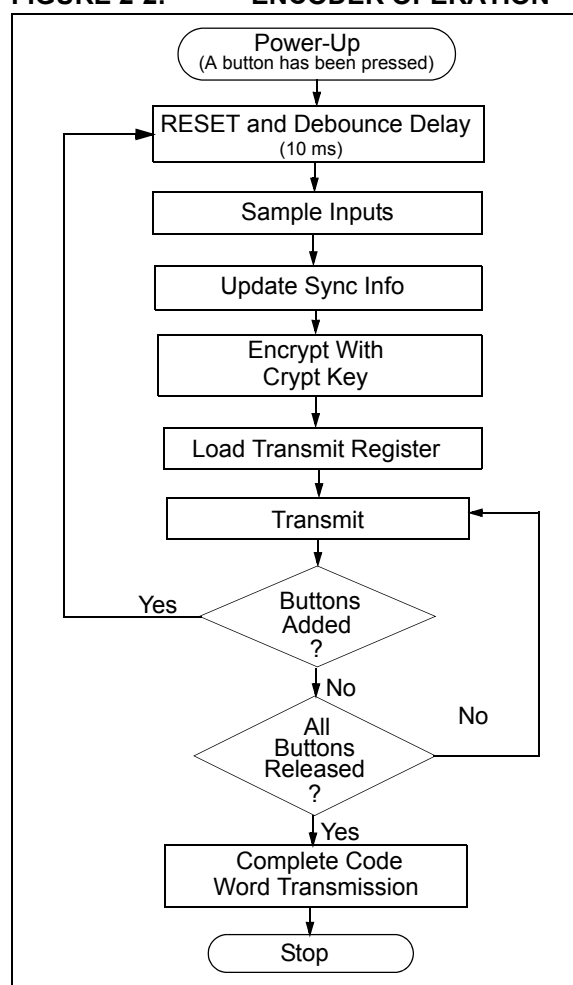 FIGURE 2-2: ENCODER OPERATION
Power-Up
(A button has been pressed)
RESET and Debounce Delay
(10 ms)
Sample Inputs
Update Sync Info
Encrypt With
Crypt Key
Load Transmit Register
Transmit
Buttons
Added
?
Yes
No
All
Buttons
Released
?
No
Yes
Complete Code
Word Transmission
Stop